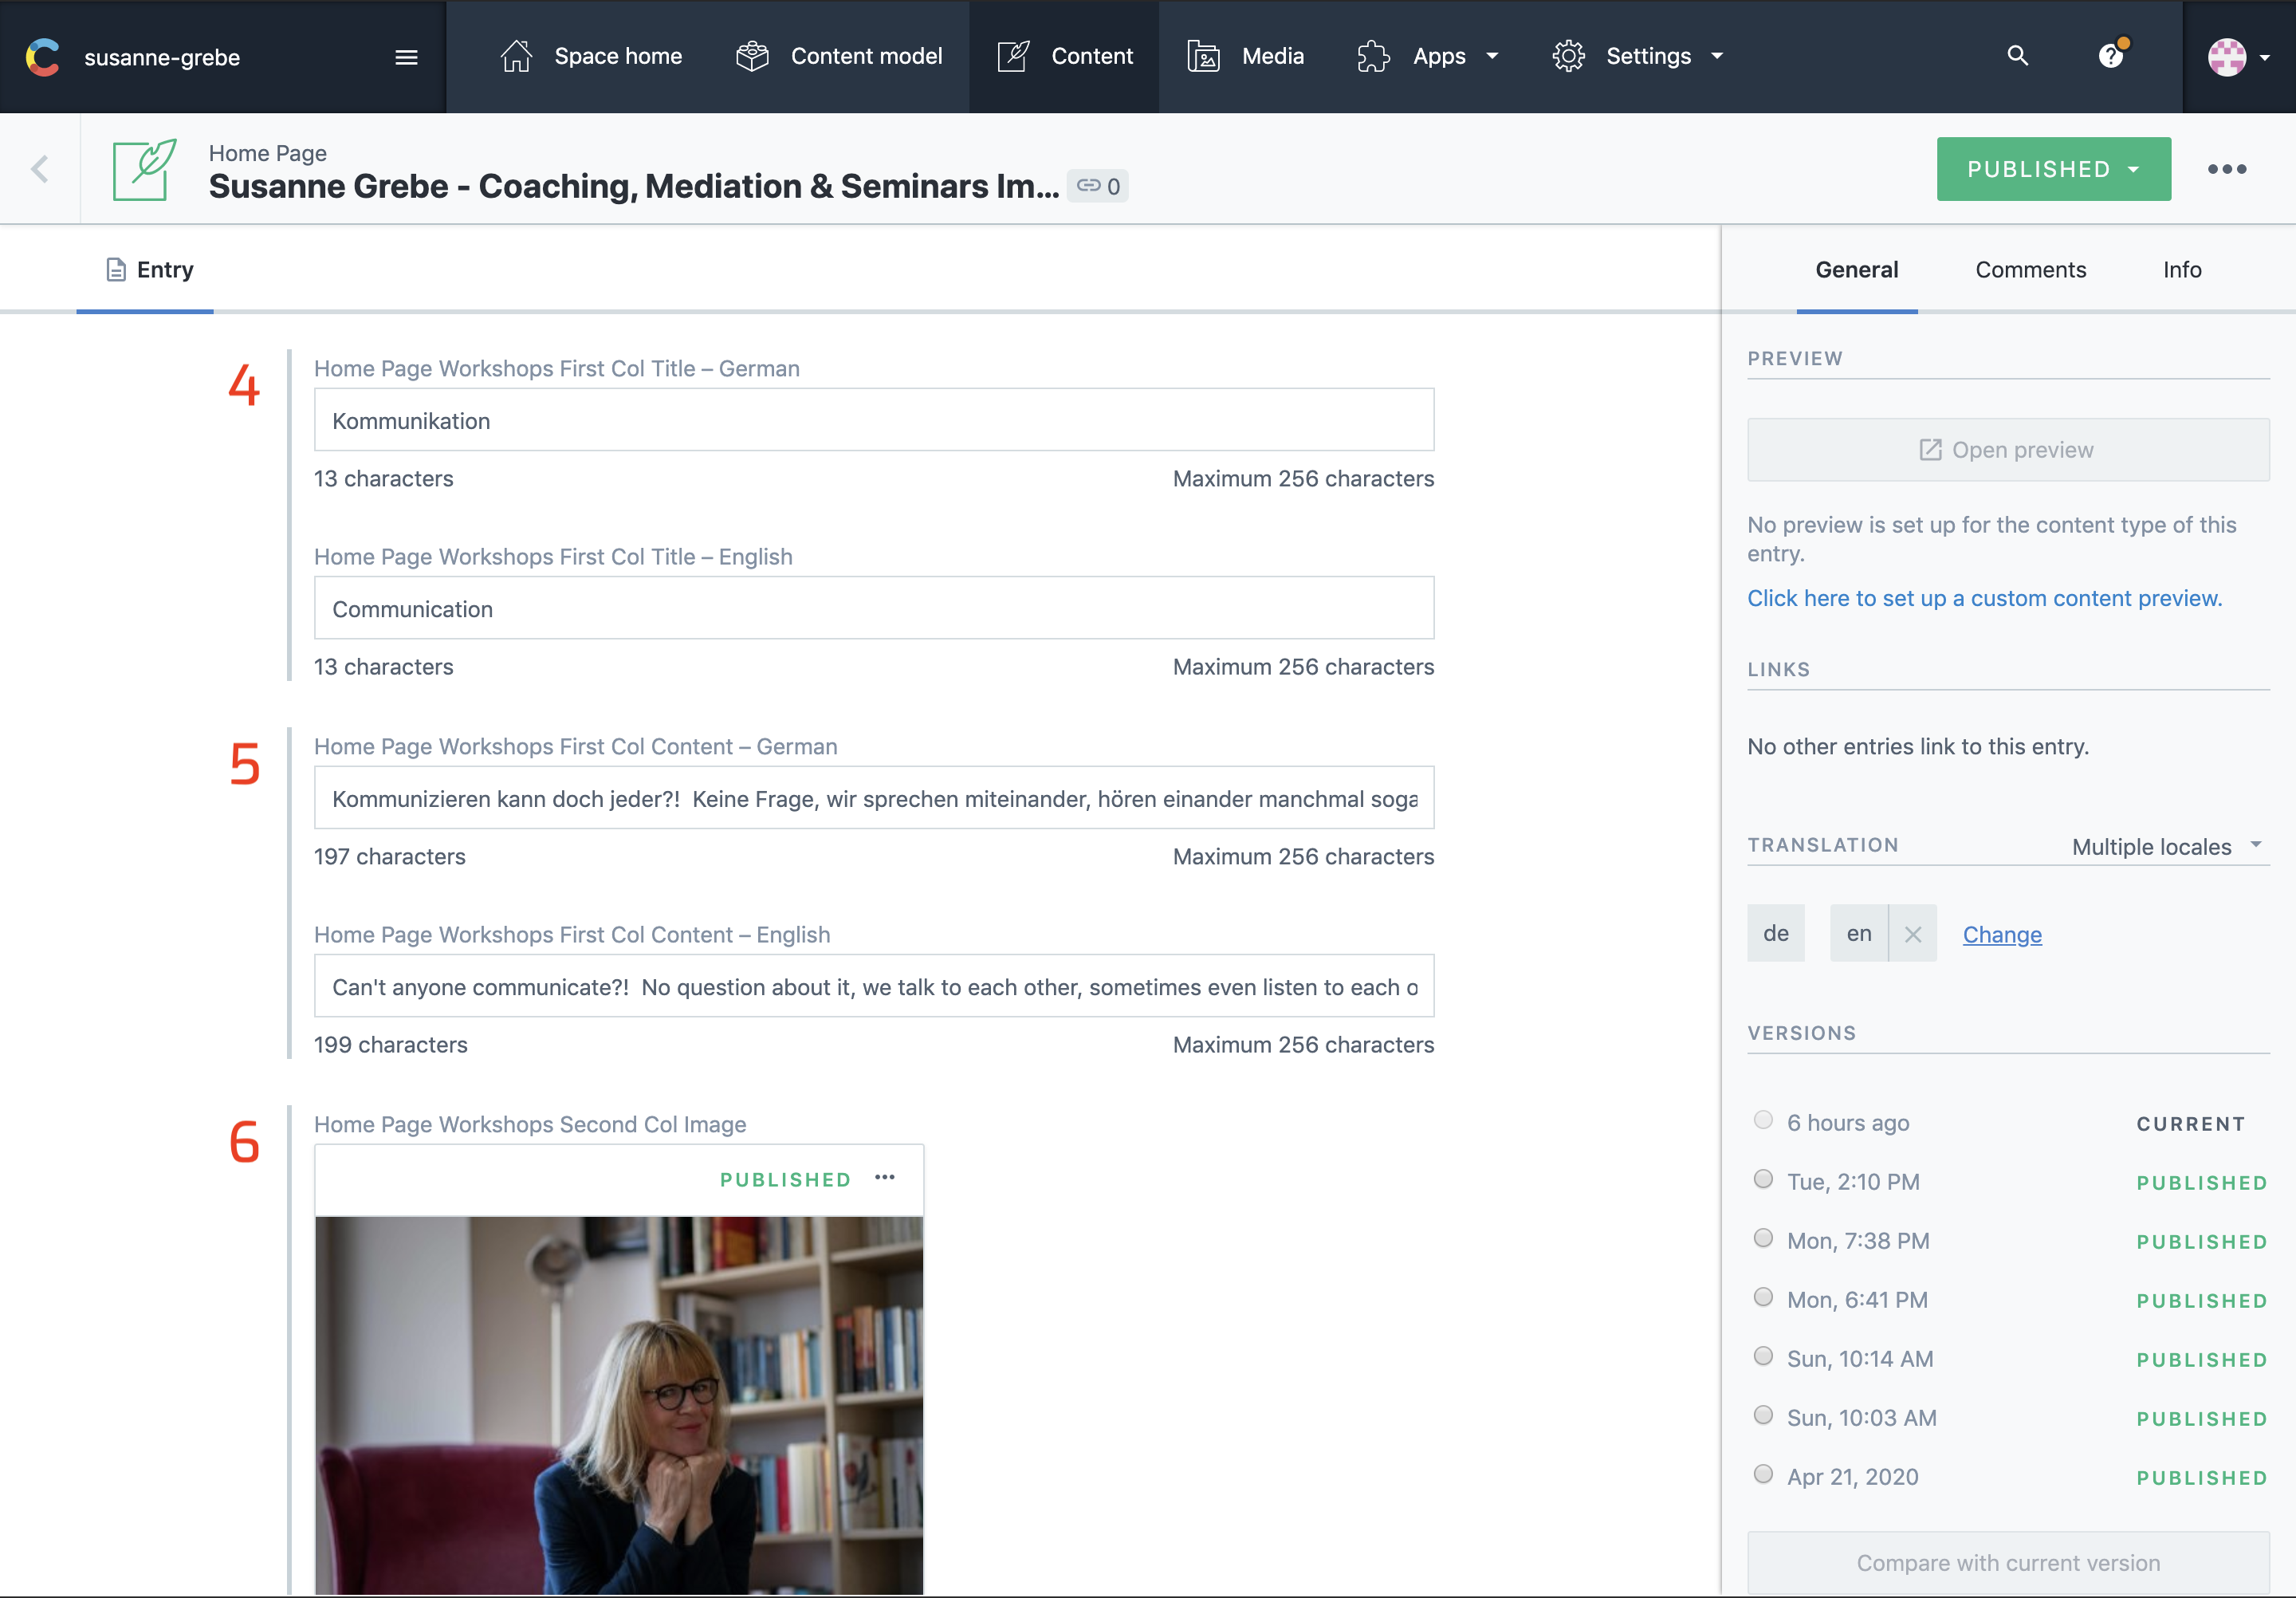 susanne-grebe
Space home
Content model
Content
Media
Apps
Settings
?
Home Page
Susanne Grebe - Coaching, Mediation & Seminars Im... 0
PUBLISHED
Entry
General
Comments
Info
4
Home Page Workshops First Col Title – German
Kommunikation
13 characters
Maximum 256 characters
Home Page Workshops First Col Title – English
Communication
13 characters
Maximum 256 characters
5
Home Page Workshops First Col Content – German
Kommunizieren kann doch jeder?!  Keine Frage, wir sprechen miteinander, hören einander manchmal soga
197 characters
Maximum 256 characters
Home Page Workshops First Col Content – English
Can't anyone communicate?!  No question about it, we talk to each other, sometimes even listen to each o
199 characters
Maximum 256 characters
6
Home Page Workshops Second Col Image
PUBLISHED
PREVIEW
Open preview
No preview is set up for the content type of this
entry.
Click here to set up a custom content preview.
LINKS
No other entries link to this entry.
TRANSLATION
Multiple locales
de
en
Change
VERSIONS
6 hours ago CURRENT
Tue, 2:10 PM PUBLISHED
Mon, 7:38 PM PUBLISHED
Mon, 6:41 PM PUBLISHED
Sun, 10:14 AM PUBLISHED
Sun, 10:03 AM PUBLISHED
Apr 21, 2020 PUBLISHED
Compare with current version